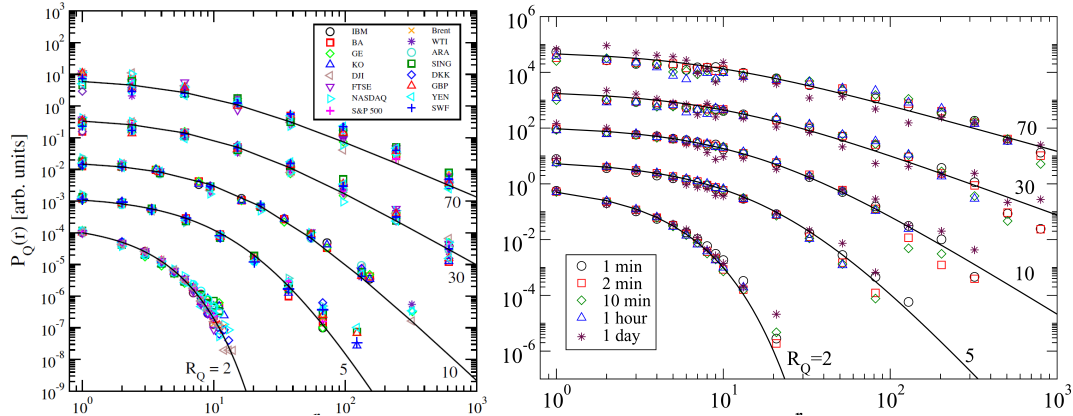 P_Q(r) [arb. units]
10^2
10^1
10^0
10^-1
10^-2
10^-3
10^-4
10^-5
10^-6
10^-7
10^-8
10^-9
IBM Brent
BA WTI
GE ARA
KO SING
DJI DKK
FTSE GBP
NASDAQ YEN
S&P 500 SWF
70
30
10
5
R_Q = 2
10^0 10^1 10^2 10^3
10^6
10^4
10^2
10^0
10^-2
10^-4
10^-6
70
30
10
5
R_Q=2
1 min
2 min
10 min
1 hour
1 day
10^0 10^1 10^2 10^3